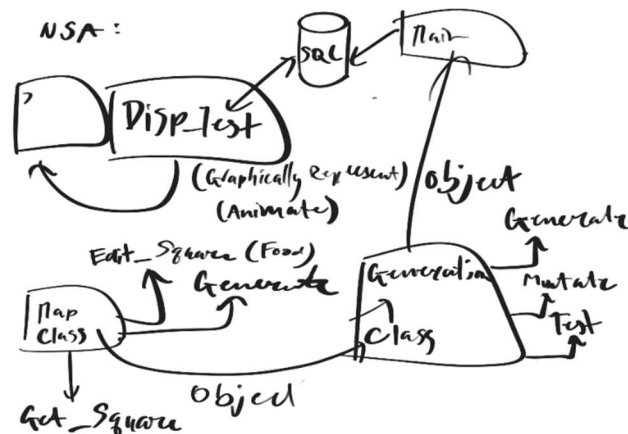 NSA:
SQL
Main
Disp_Test
(Graphically Represent)
(Animate)
Object
Generate
Edit_Square (Food)
Generate
Generation
Class
Mutate
Test
Map
Class
Object
Get_Square